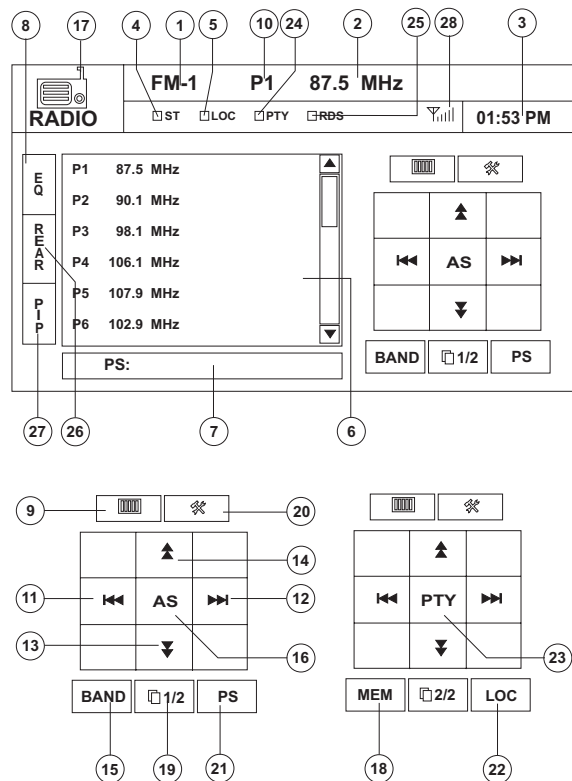 8 17 4 1 5 10 24 2 25 28 3
FM-1 P1 87.5 MHz
RADIO
ST LOC PTY RDS
01:53 PM
EQ
REAR
PIP
P1 87.5 MHz
P2 90.1 MHz
P3 98.1 MHz
P4 106.1 MHz
P5 107.9 MHz
P6 102.9 MHz
PS:
AS
BAND 1/2 PS
27 26 7 6
9 20
14
11 AS 12
13 16
BAND 1/2 PS
15 19 21
PTY
23
MEM 2/2 LOC
18 22